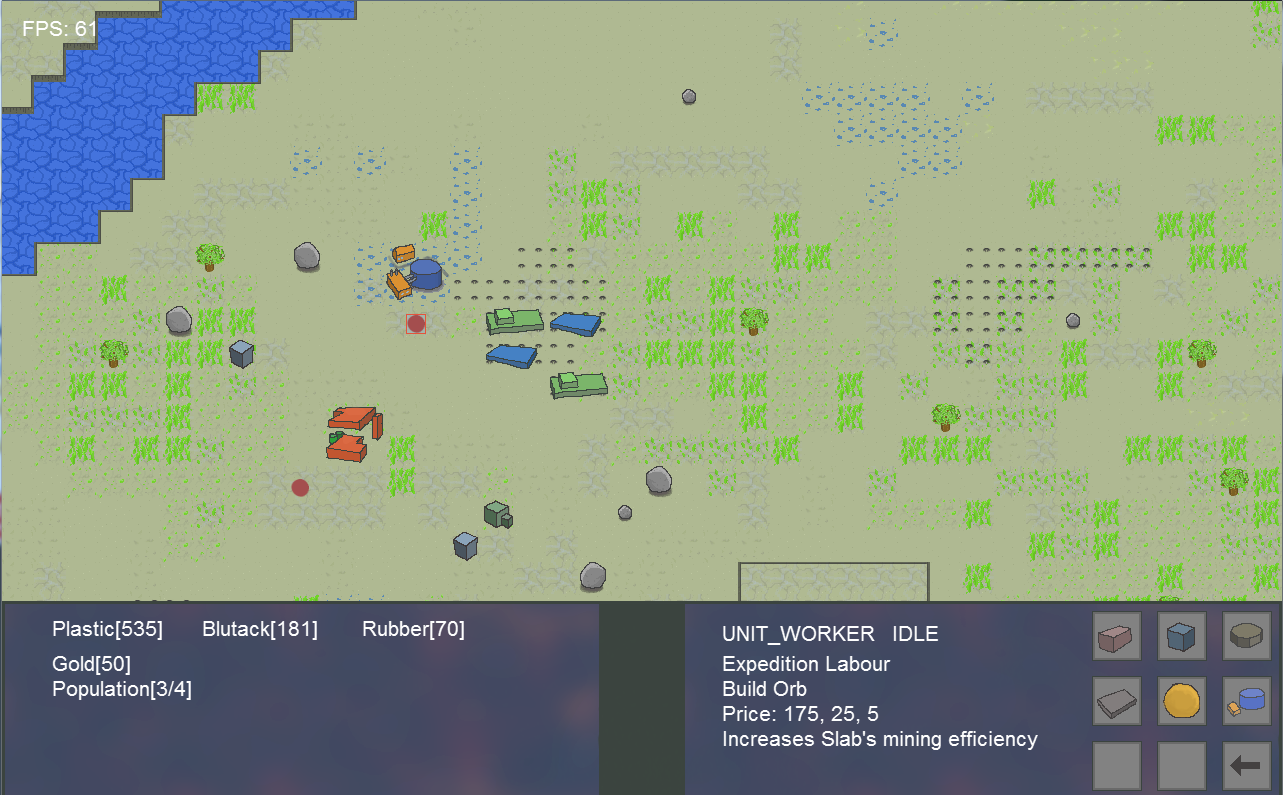 FPS: 61
Plastic[535] Blutack[181] Rubber[70]
Gold[50]
Population[3/4]
UNIT_WORKER IDLE
Expedition Labour
Build Orb
Price: 175, 25, 5
Increases Slab's mining efficiency